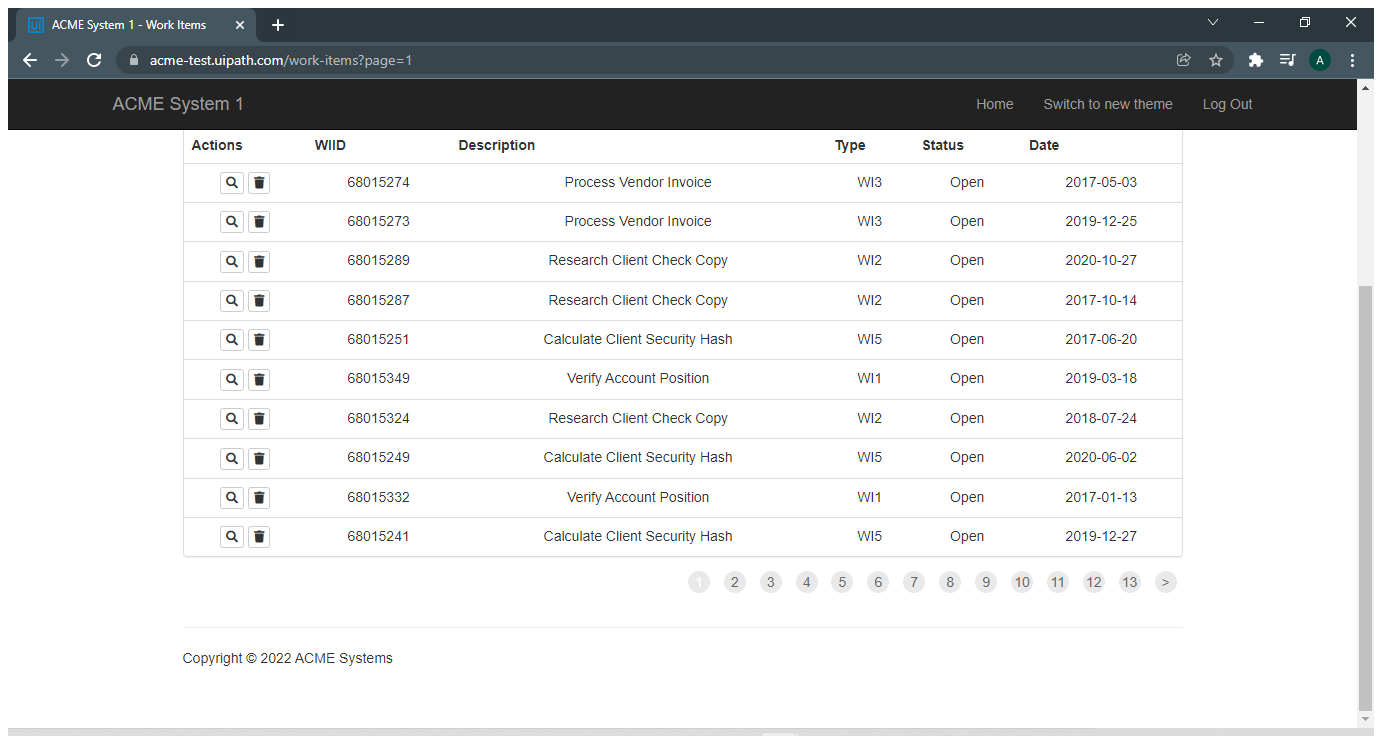 ACME System 1 - Work Items
acme-test.uipath.com/work-items?page=1
A
ACME System 1 Home Switch to new theme Log Out
Actions WIID Description Type Status Date
68015274 Process Vendor Invoice WI3 Open 2017-05-03
68015273 Process Vendor Invoice WI3 Open 2019-12-25
68015289 Research Client Check Copy WI2 Open 2020-10-27
68015287 Research Client Check Copy WI2 Open 2017-10-14
68015251 Calculate Client Security Hash WI5 Open 2017-06-20
68015349 Verify Account Position WI1 Open 2019-03-18
68015324 Research Client Check Copy WI2 Open 2018-07-24
68015249 Calculate Client Security Hash WI5 Open 2020-06-02
68015332 Verify Account Position WI1 Open 2017-01-13
68015241 Calculate Client Security Hash WI5 Open 2019-12-27
1 2 3 4 5 6 7 8 9 10 11 12 13 >
Copyright © 2022 ACME Systems